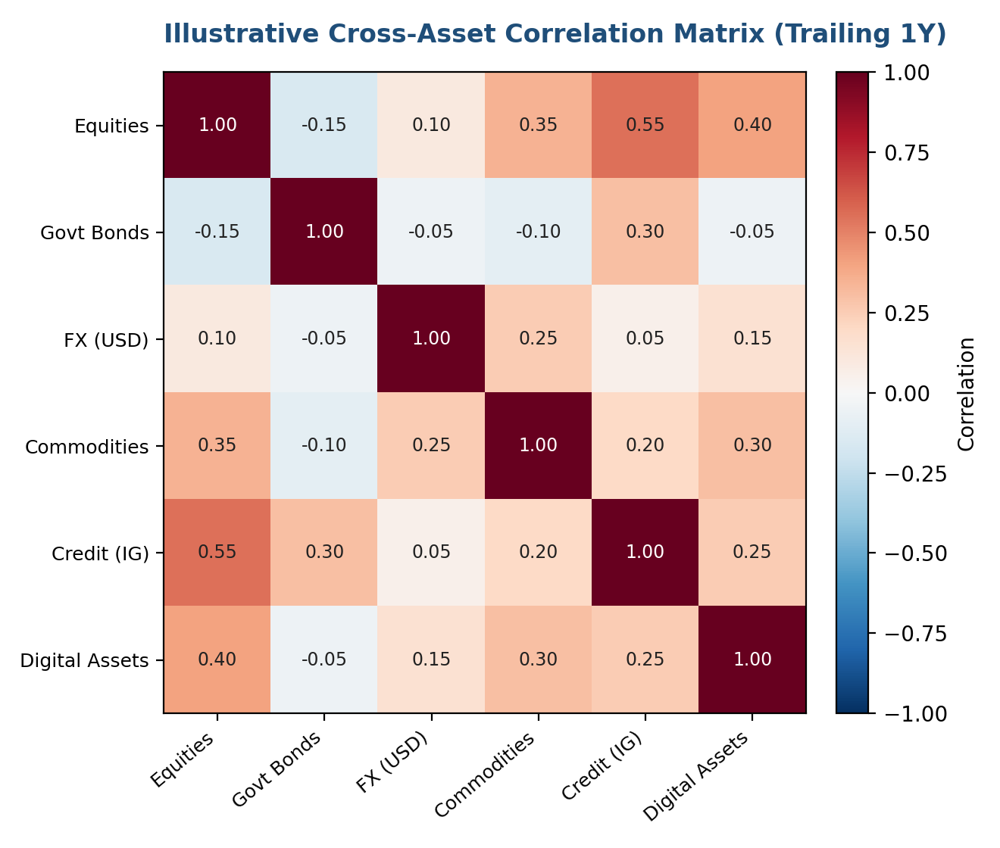 Illustrative Cross-Asset Correlation Matrix (Trailing 1Y)
Equities 1.00 -0.15 0.10 0.35 0.55 0.40
Govt Bonds -0.15 1.00 -0.05 -0.10 0.30 -0.05
FX (USD) 0.10 -0.05 1.00 0.25 0.05 0.15
Commodities 0.35 -0.10 0.25 1.00 0.20 0.30
Credit (IG) 0.55 0.30 0.05 0.20 1.00 0.25
Digital Assets 0.40 -0.05 0.15 0.30 0.25 1.00
Equities Govt Bonds FX (USD) Commodities Credit (IG) Digital Assets
1.00
0.75
0.50
0.25
0.00
−0.25
−0.50
−0.75
−1.00
Correlation